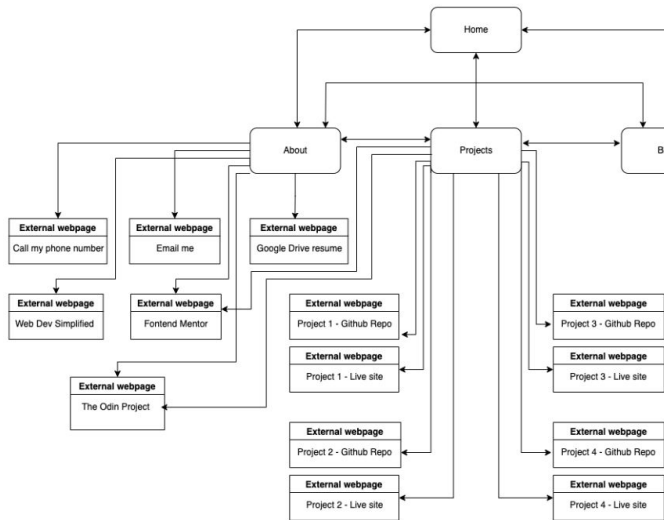 Home
About
Projects
B
External webpage
Call my phone number
External webpage
Email me
External webpage
Google Drive resume
External webpage
Web Dev Simplified
External webpage
Fontend Mentor
External webpage
Project 1 - Github Repo
External webpage
Project 3 - Github Repo
External webpage
Project 1 - Live site
External webpage
Project 3 - Live site
External webpage
The Odin Project
External webpage
Project 2 - Github Repo
External webpage
Project 4 - Github Repo
External webpage
Project 2 - Live site
External webpage
Project 4 - Live site